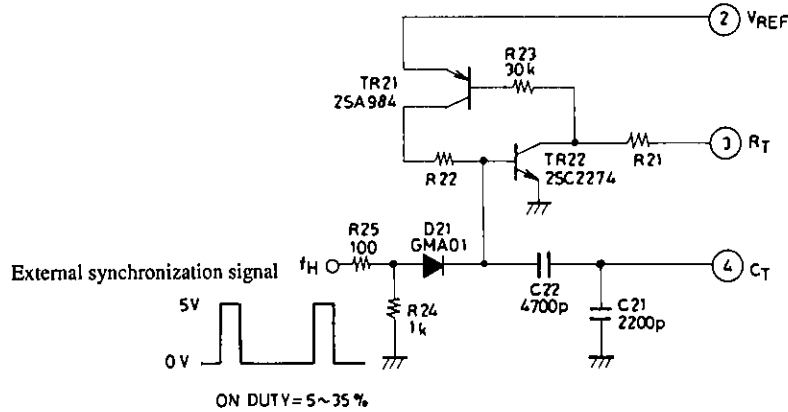 2 VREF
R23
30k
TR21
2SA984
3 RT
R21
R22
TR22
2SC2274
R25
100
D21
GMA01
External synchronization signal
fH
4 CT
C22
4700p
C21
2200p
R24
1k
5V
0V
ON DUTY=5~35%